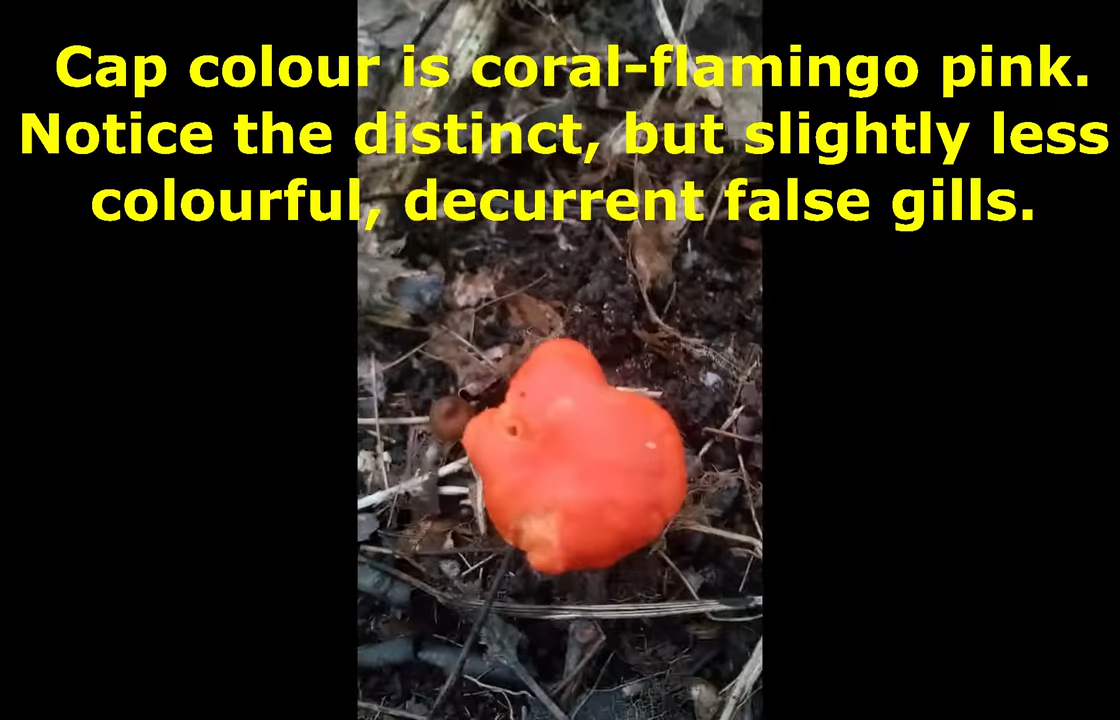 Cap colour is coral-flamingo pink.
Notice the distinct, but slightly less
colourful, decurrent false gills.